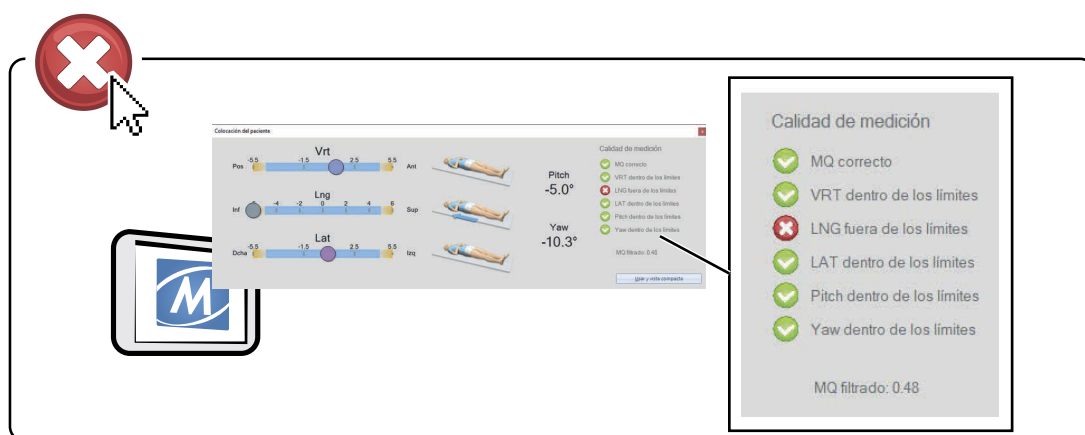 Colocación del paciente
x
Vrt
Pos -5.5 -1.5 2.5 5.5 Ant
Lng
Inf -4 -2 0 2 4 6 Sup
Lat
Dcha -5.5 -1.5 2.5 5.5 Izq
Pitch
-5.0°
Yaw
-10.3°
Calidad de medición
MQ correcto
VRT dentro de los límites
LNG fuera de los límites
LAT dentro de los límites
Pitch dentro de los límites
Yaw dentro de los límites
MQ filtrado: 0.48
M
Calidad de medición
MQ correcto
VRT dentro de los límites
LNG fuera de los límites
LAT dentro de los límites
Pitch dentro de los límites
Yaw dentro de los límites
MQ filtrado: 0.48